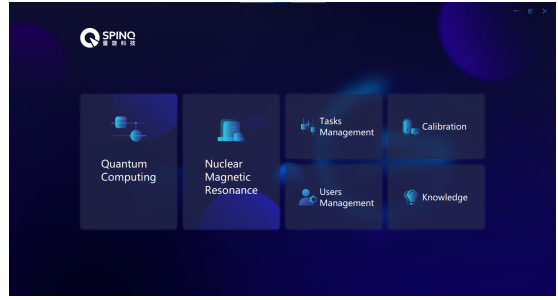 SPINQ
量旋科技
Quantum
Computing
Nuclear
Magnetic
Resonance
Tasks
Management
Calibration
Users
Management
Knowledge